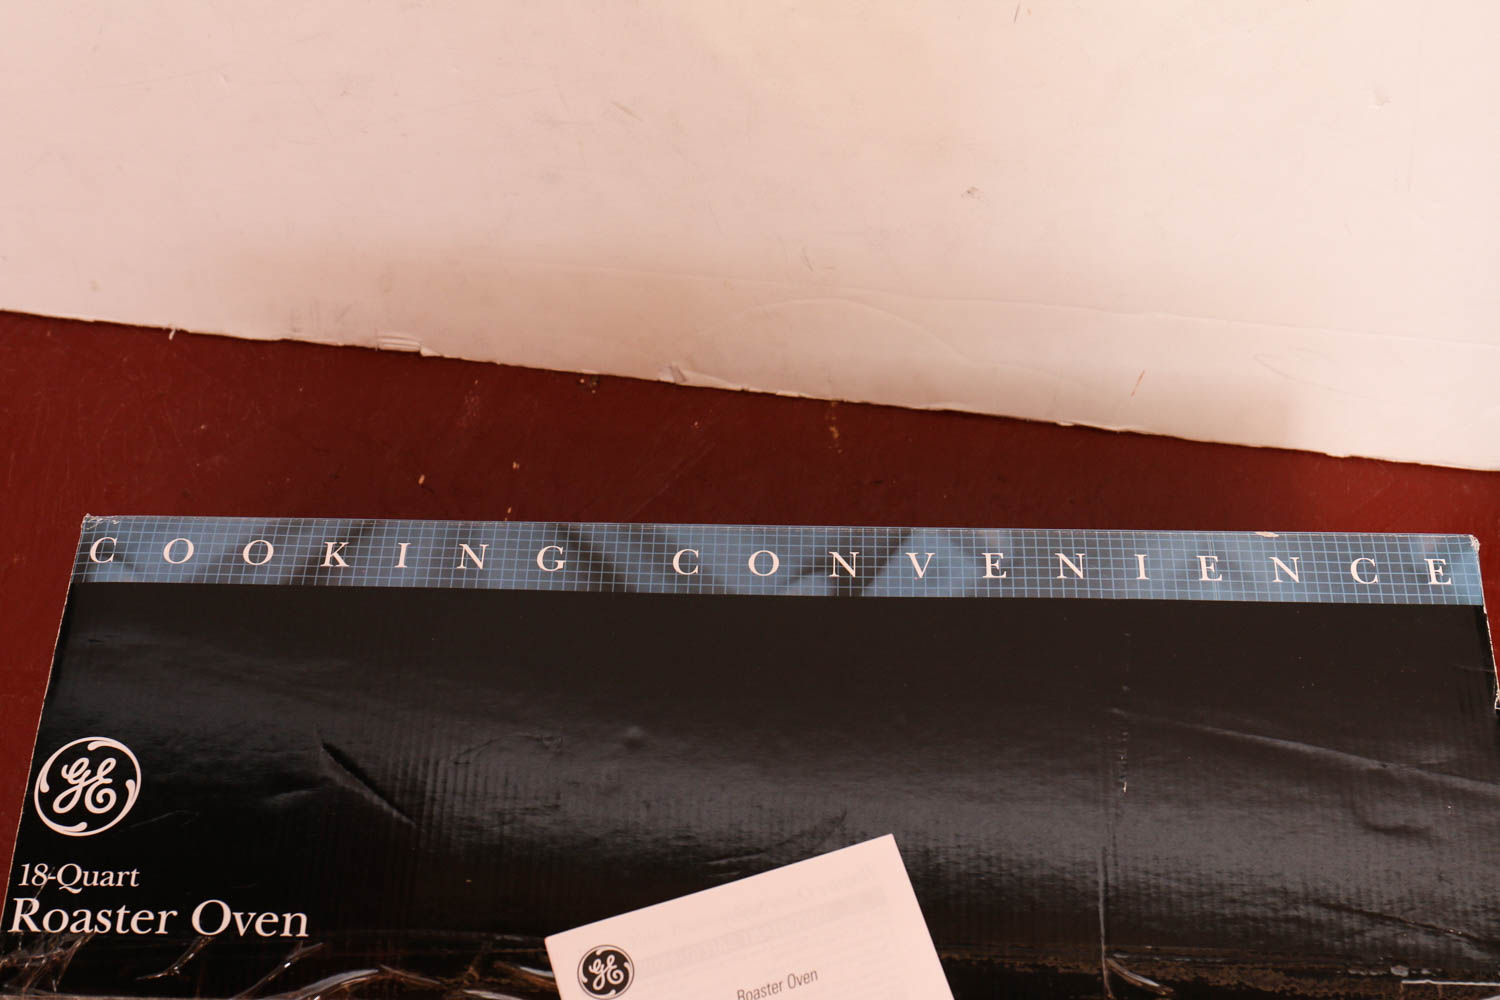 COOKING CONVENIENCE
GE
18-Quart
Roaster Oven
GE
Roaster Oven